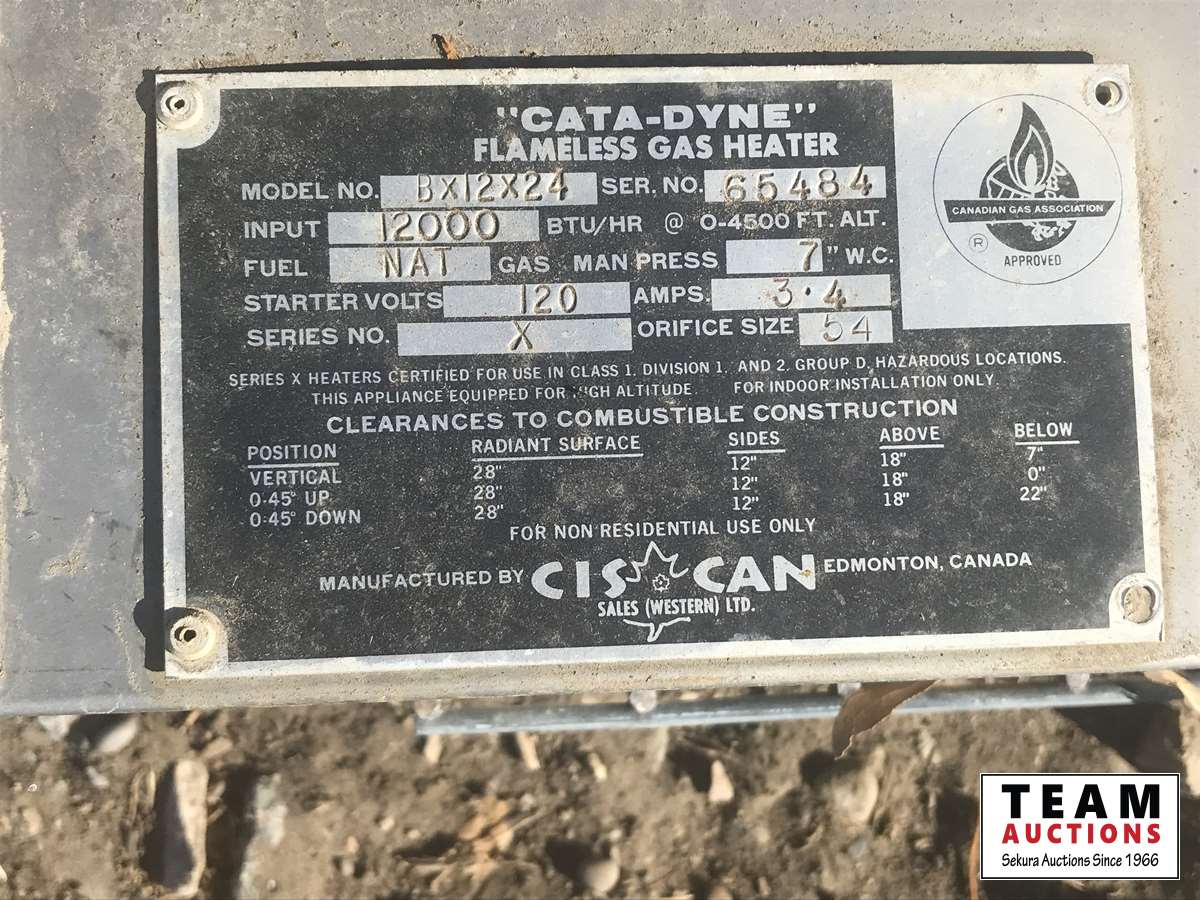 "CATA-DYNE"
FLAMELESS GAS HEATER
MODEL NO. BX12X24 SER. NO. 65484
INPUT 12000 BTU/HR @ 0-4500 FT. ALT.
FUEL NAT GAS MAN PRESS 7" W.C.
STARTER VOLTS 120 AMPS. 3.4
SERIES NO. X ORIFICE SIZE 54
CANADIAN GAS ASSOCIATION
®
APPROVED
SERIES X HEATERS CERTIFIED FOR USE IN CLASS 1. DIVISION 1. AND 2. GROUP D. HAZARDOUS LOCATIONS.
THIS APPLIANCE EQUIPPED FOR HIGH ALTITUDE. FOR INDOOR INSTALLATION ONLY.
CLEARANCES TO COMBUSTIBLE CONSTRUCTION
POSITION RADIANT SURFACE SIDES ABOVE BELOW
VERTICAL 28" 12" 18" 7"
0-45° UP 28" 12" 18" 0"
0-45° DOWN 28" 12" 18" 22"
FOR NON RESIDENTIAL USE ONLY
MANUFACTURED BY CIS CAN EDMONTON, CANADA
SALES (WESTERN) LTD.
TEAM
AUCTIONS
Sekura Auctions Since 1966